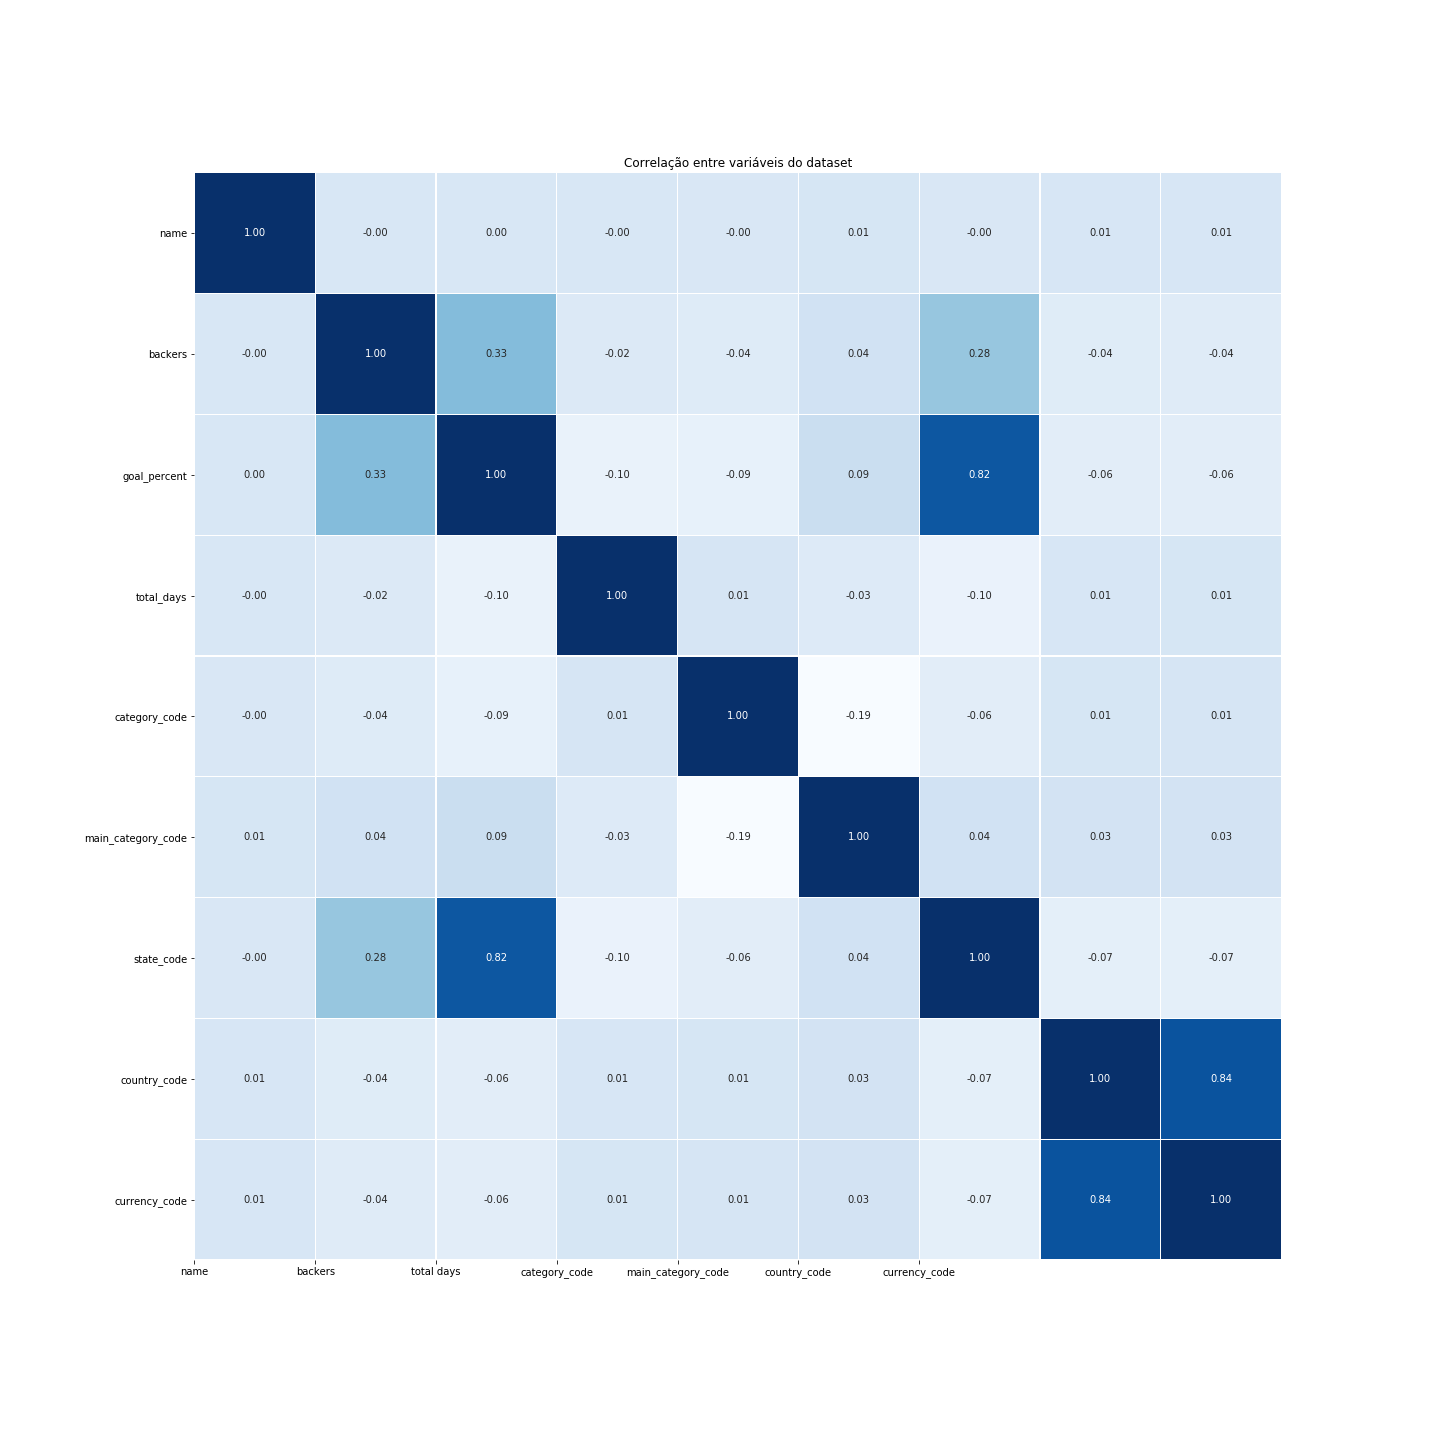 Correlação entre variáveis do dataset
name 1.00 -0.00 0.00 -0.00 -0.00 0.01 -0.00 0.01 0.01
backers -0.00 1.00 0.33 -0.02 -0.04 0.04 0.28 -0.04 -0.04
goal_percent 0.00 0.33 1.00 -0.10 -0.09 0.09 0.82 -0.06 -0.06
total_days -0.00 -0.02 -0.10 1.00 0.01 -0.03 -0.10 0.01 0.01
category_code -0.00 -0.04 -0.09 0.01 1.00 -0.19 -0.06 0.01 0.01
main_category_code 0.01 0.04 0.09 -0.03 -0.19 1.00 0.04 0.03 0.03
state_code -0.00 0.28 0.82 -0.10 -0.06 0.04 1.00 -0.07 -0.07
country_code 0.01 -0.04 -0.06 0.01 0.01 0.03 -0.07 1.00 0.84
currency_code 0.01 -0.04 -0.06 0.01 0.01 0.03 -0.07 0.84 1.00
name backers total days category_code main_category_code country_code currency_code